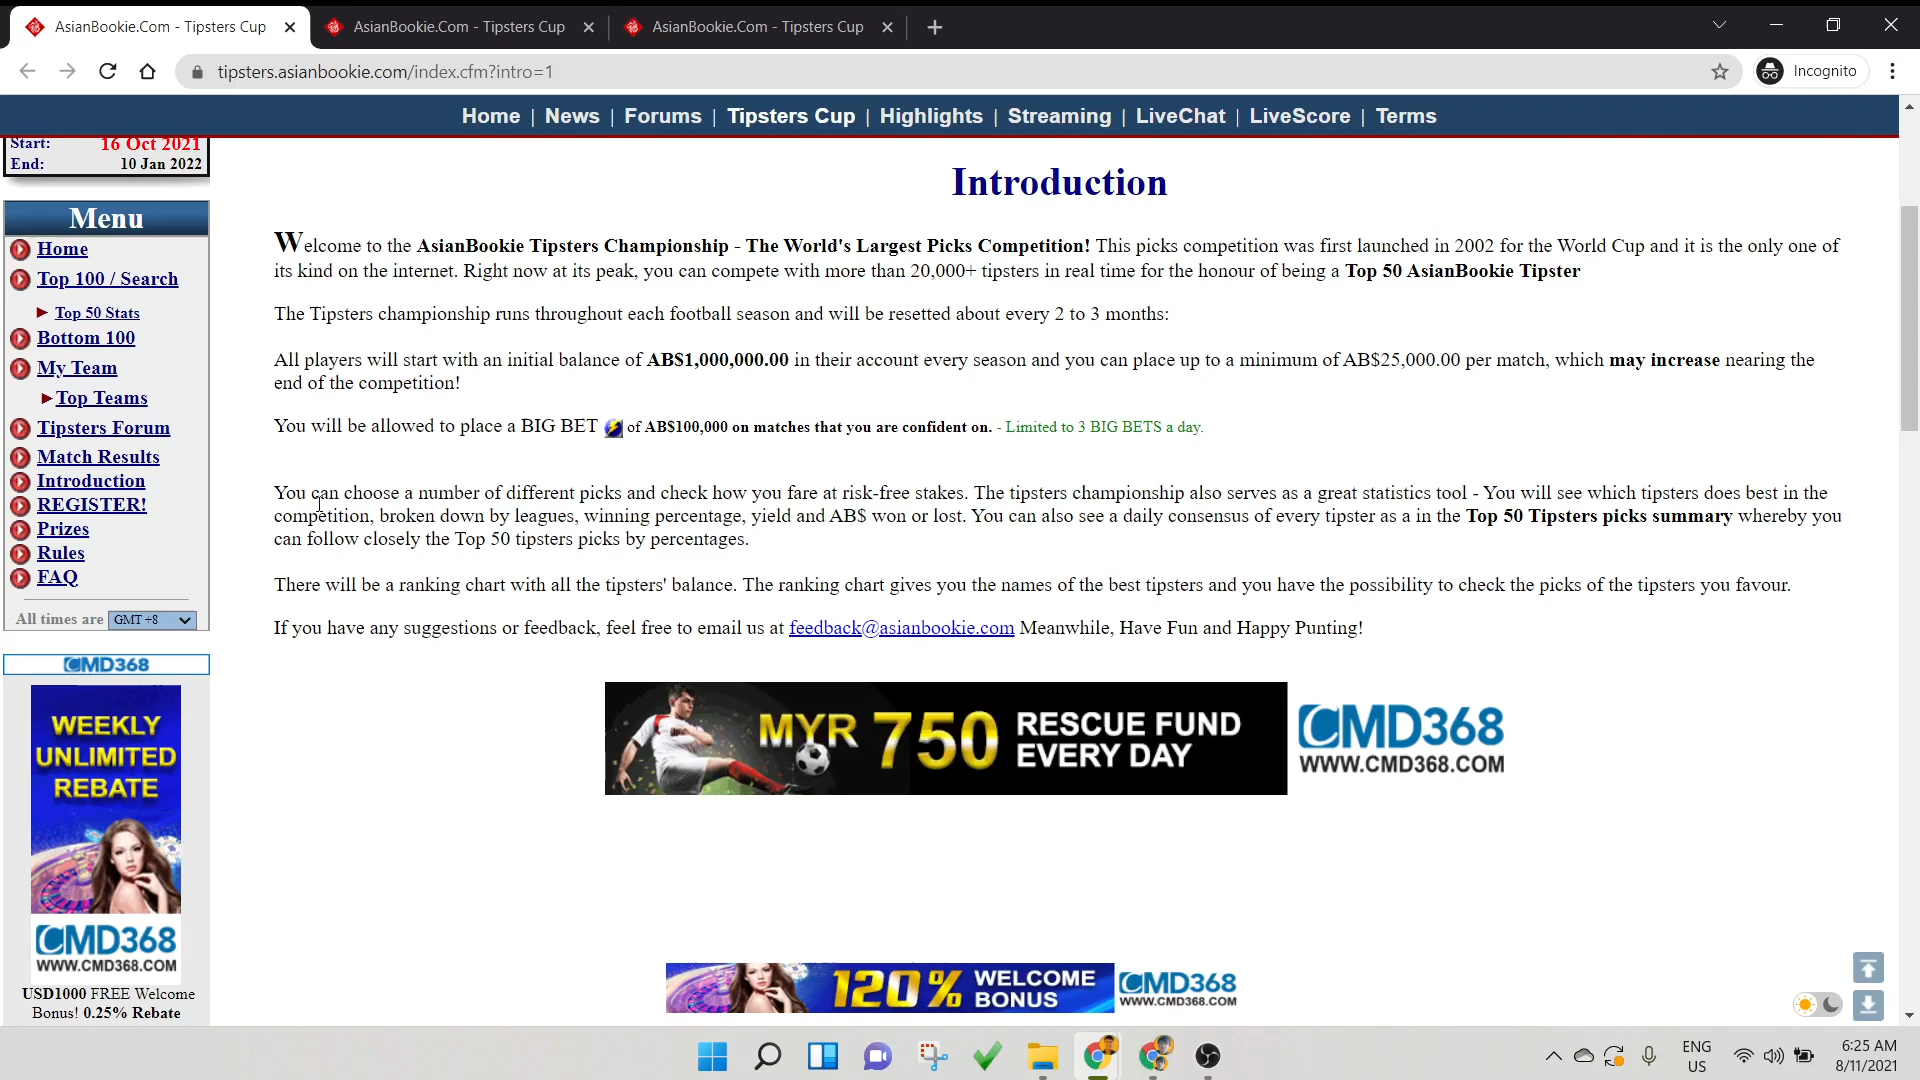 AsianBookie.Com - Tipsters Cup
AsianBookie.Com - Tipsters Cup
AsianBookie.Com - Tipsters Cup
tipsters.asianbookie.com/index.cfm?intro=1
Incognito
Home | News | Forums | Tipsters Cup | Highlights | Streaming | LiveChat | LiveScore | Terms
Start: 16 Oct 2021
End: 10 Jan 2022
Menu
Home
Top 100 / Search
Top 50 Stats
Bottom 100
My Team
Top Teams
Tipsters Forum
Match Results
Introduction
REGISTER!
Prizes
Rules
FAQ
All times are GMT +8
CMD368
WEEKLY
UNLIMITED
REBATE
CMD368
WWW.CMD368.COM
USD1000 FREE Welcome
Bonus! 0.25% Rebate
Introduction
Welcome to the AsianBookie Tipsters Championship - The World's Largest Picks Competition! This picks competition was first launched in 2002 for the World Cup and it is the only one of
its kind on the internet. Right now at its peak, you can compete with more than 20,000+ tipsters in real time for the honour of being a Top 50 AsianBookie Tipster
The Tipsters championship runs throughout each football season and will be resetted about every 2 to 3 months:
All players will start with an initial balance of AB$1,000,000.00 in their account every season and you can place up to a minimum of AB$25,000.00 per match, which may increase nearing the
end of the competition!
You will be allowed to place a BIG BET of AB$100,000 on matches that you are confident on. - Limited to 3 BIG BETS a day.
You can choose a number of different picks and check how you fare at risk-free stakes. The tipsters championship also serves as a great statistics tool - You will see which tipsters does best in the
competition, broken down by leagues, winning percentage, yield and AB$ won or lost. You can also see a daily consensus of every tipster as a in the Top 50 Tipsters picks summary whereby you
can follow closely the Top 50 tipsters picks by percentages.
There will be a ranking chart with all the tipsters' balance. The ranking chart gives you the names of the best tipsters and you have the possibility to check the picks of the tipsters you favour.
If you have any suggestions or feedback, feel free to email us at feedback@asianbookie.com Meanwhile, Have Fun and Happy Punting!
MYR 750 RESCUE FUND
EVERY DAY
CMD368
WWW.CMD368.COM
120% WELCOME
BONUS
CMD368
WWW.CMD368.COM
ENG
US
6:25 AM
8/11/2021